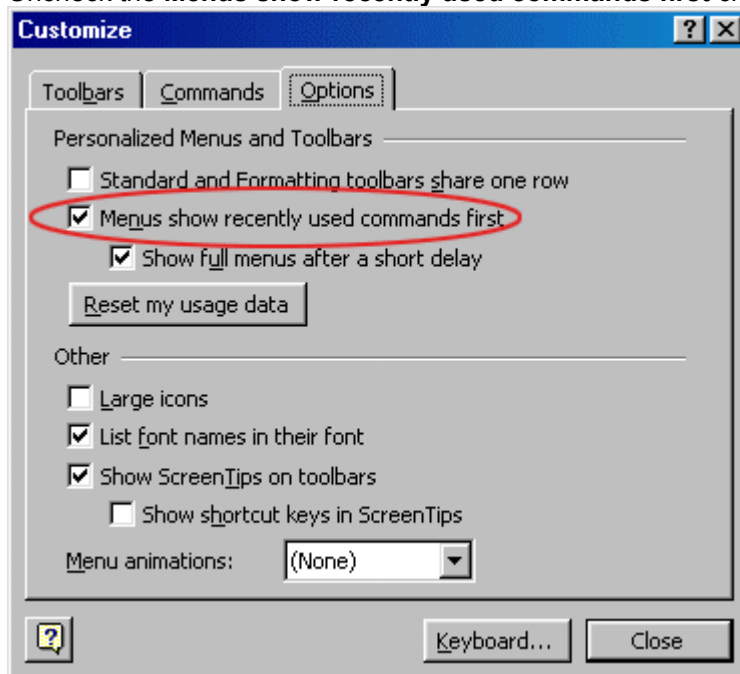 Customize
Toolbars Commands Options
Personalized Menus and Toolbars
Standard and Formatting toolbars share one row
Menus show recently used commands first
Show full menus after a short delay
Reset my usage data
Other
Large icons
List font names in their font
Show ScreenTips on toolbars
Show shortcut keys in ScreenTips
Menu animations: (None)
Keyboard... Close